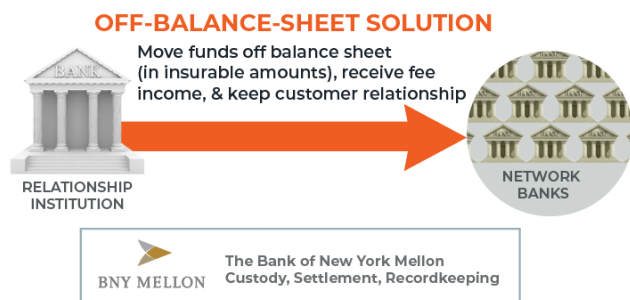 OFF-BALANCE-SHEET SOLUTION
Move funds off balance sheet
(in insurable amounts), receive fee
income, & keep customer relationship
BANK
RELATIONSHIP
INSTITUTION
NETWORK
BANKS
BNY MELLON
The Bank of New York Mellon
Custody, Settlement, Recordkeeping